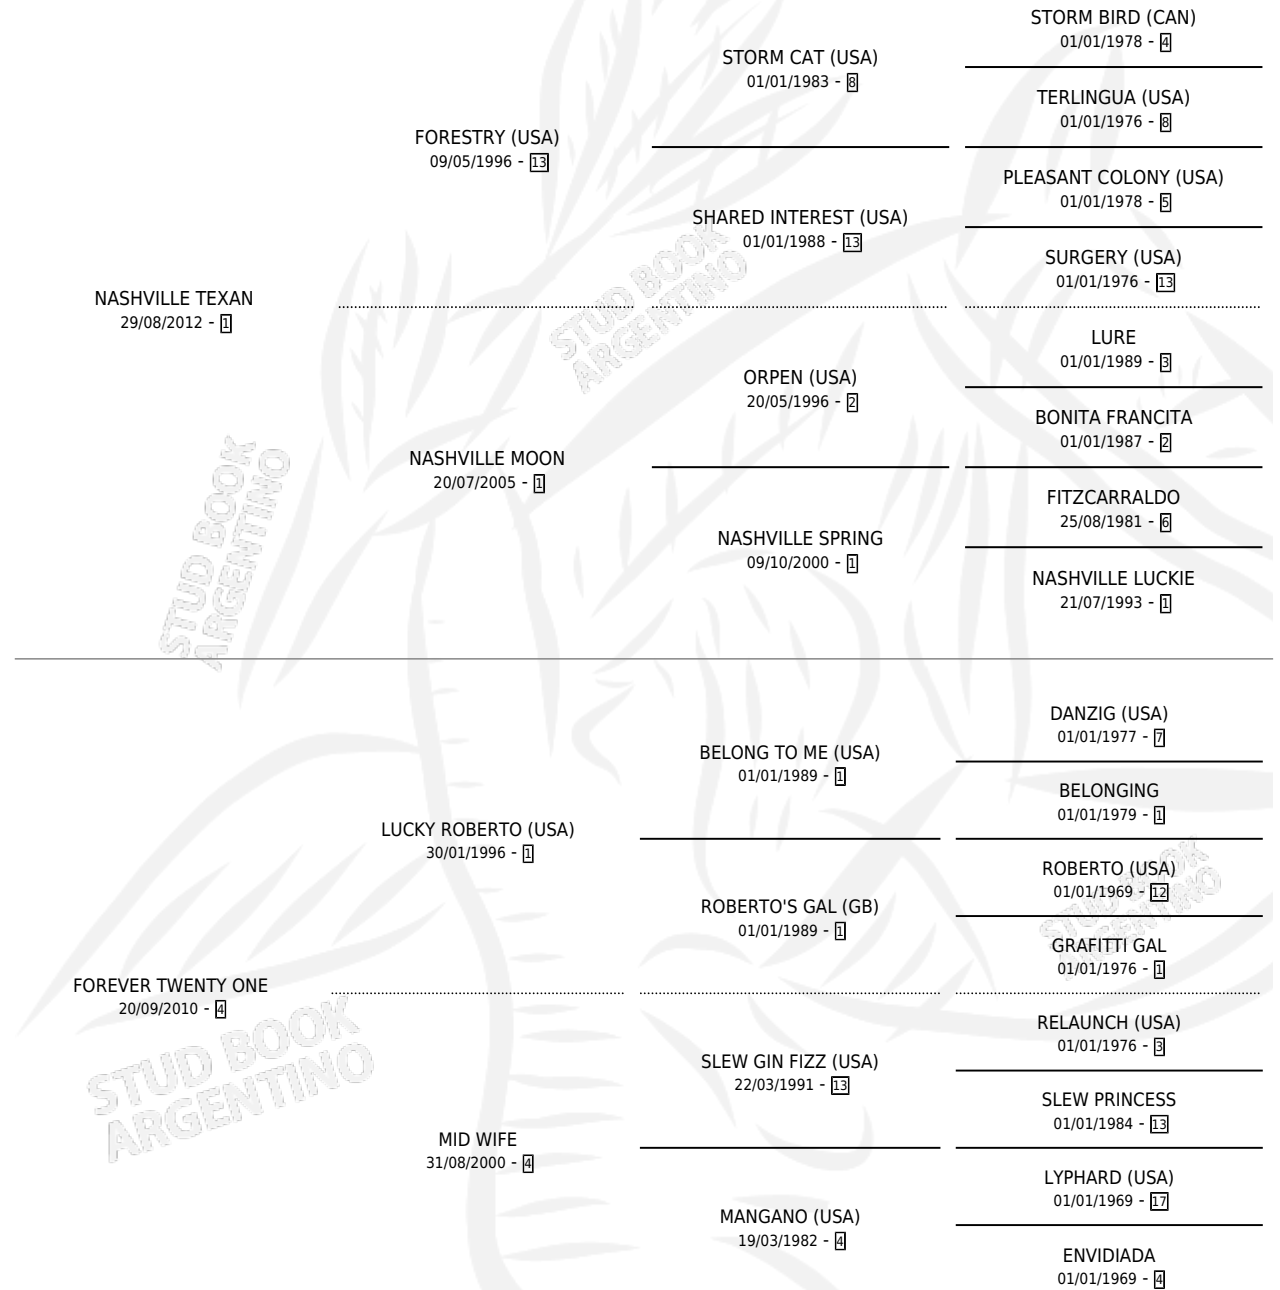 STORM BIRD (CAN)
01/01/1978 - 4
STORM CAT (USA)
01/01/1983 - 8
TERLINGUA (USA)
01/01/1976 - 8
FORESTRY (USA)
09/05/1996 - 13
PLEASANT COLONY (USA)
01/01/1978 - 5
SHARED INTEREST (USA)
01/01/1988 - 13
SURGERY (USA)
01/01/1976 - 13
NASHVILLE TEXAN
29/08/2012 - 1
STUD BOOK
ARGENTINO
LURE
01/01/1989 - 3
ORPEN (USA)
20/05/1996 - 2
BONITA FRANCITA
01/01/1987 - 2
NASHVILLE MOON
20/07/2005 - 1
FITZCARRALDO
25/08/1981 - 6
NASHVILLE SPRING
09/10/2000 - 1
NASHVILLE LUCKIE
21/07/1993 - 1
STUD BOOK
ARGENTINO
DANZIG (USA)
01/01/1977 - 7
BELONG TO ME (USA)
01/01/1989 - 1
BELONGING
01/01/1979 - 1
LUCKY ROBERTO (USA)
30/01/1996 - 1
ROBERTO (USA)
01/01/1969 - 12
ROBERTO'S GAL (GB)
01/01/1989 - 1
GRAFITTI GAL
01/01/1976 - 1
STUD BOOK
ARGENTINO
FOREVER TWENTY ONE
20/09/2010 - 4
STUD BOOK
ARGENTINO
RELAUNCH (USA)
01/01/1976 - 3
SLEW GIN FIZZ (USA)
22/03/1991 - 13
SLEW PRINCESS
01/01/1984 - 13
MID WIFE
31/08/2000 - 4
LYPHARD (USA)
01/01/1969 - 17
MANGANO (USA)
19/03/1982 - 4
ENVIDIADA
01/01/1969 - 4